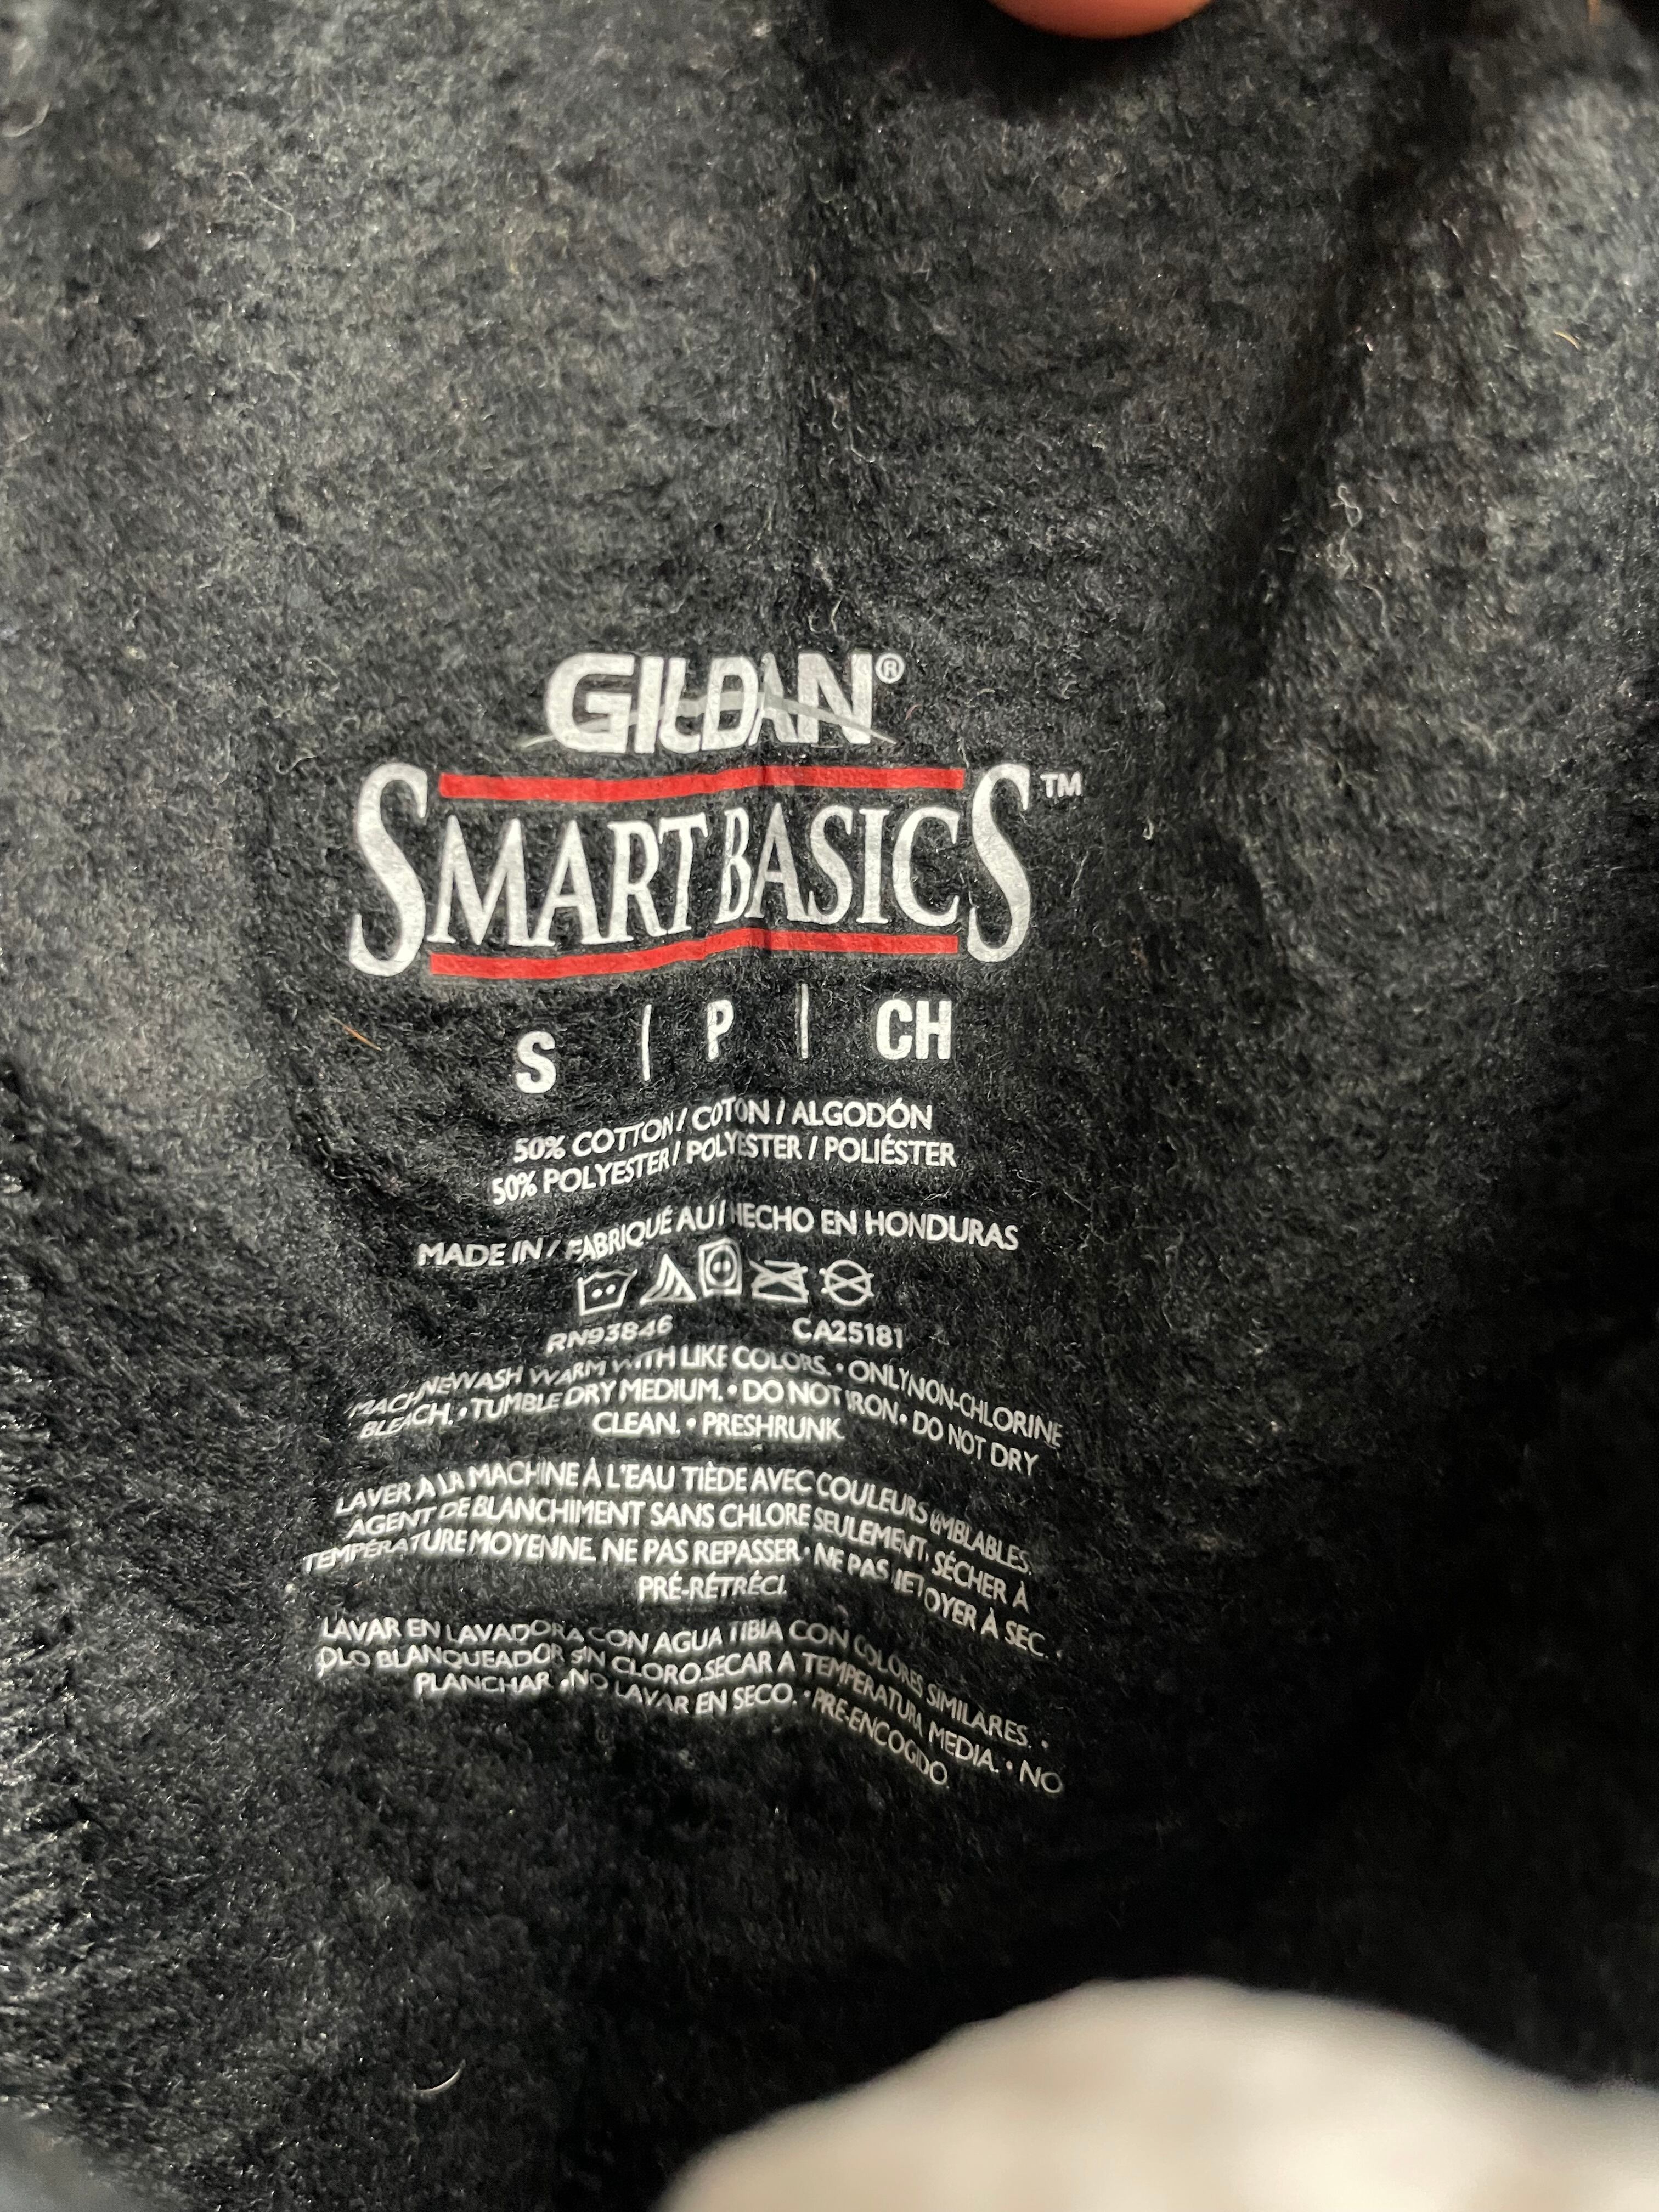 GILDAN®
SMART BASICS™
S | P | CH
50% COTTON / COTON / ALGODÓN
50% POLYESTER / POLYESTER / POLIÉSTER
MADE IN / FABRIQUÉ AU / HECHO EN HONDURAS
RN93846 CA25181
MACHINE WASH WARM WITH LIKE COLORS. • ONLY NON-CHLORINE
BLEACH. • TUMBLE DRY MEDIUM. • DO NOT IRON • DO NOT DRY
CLEAN. • PRESHRUNK
LAVER À LA MACHINE À L'EAU TIÈDE AVEC COULEURS EMBLABLES.
AGENT DE BLANCHIMENT SANS CHLORE SEULEMENT. SÉCHER À
TEMPÉRATURE MOYENNE. NE PAS REPASSER • NE PAS NETOYER À SEC. •
PRÉ-RÉTRÉCI.
LAVAR EN LAVADORA CON AGUA TIBIA CON COLORES SIMILARES. •
OLO BLANQUEADOR SIN CLORO. SECAR A TEMPERATURA MEDIA. • NO
PLANCHAR • NO LAVAR EN SECO. • PRE-ENCOGIDO.